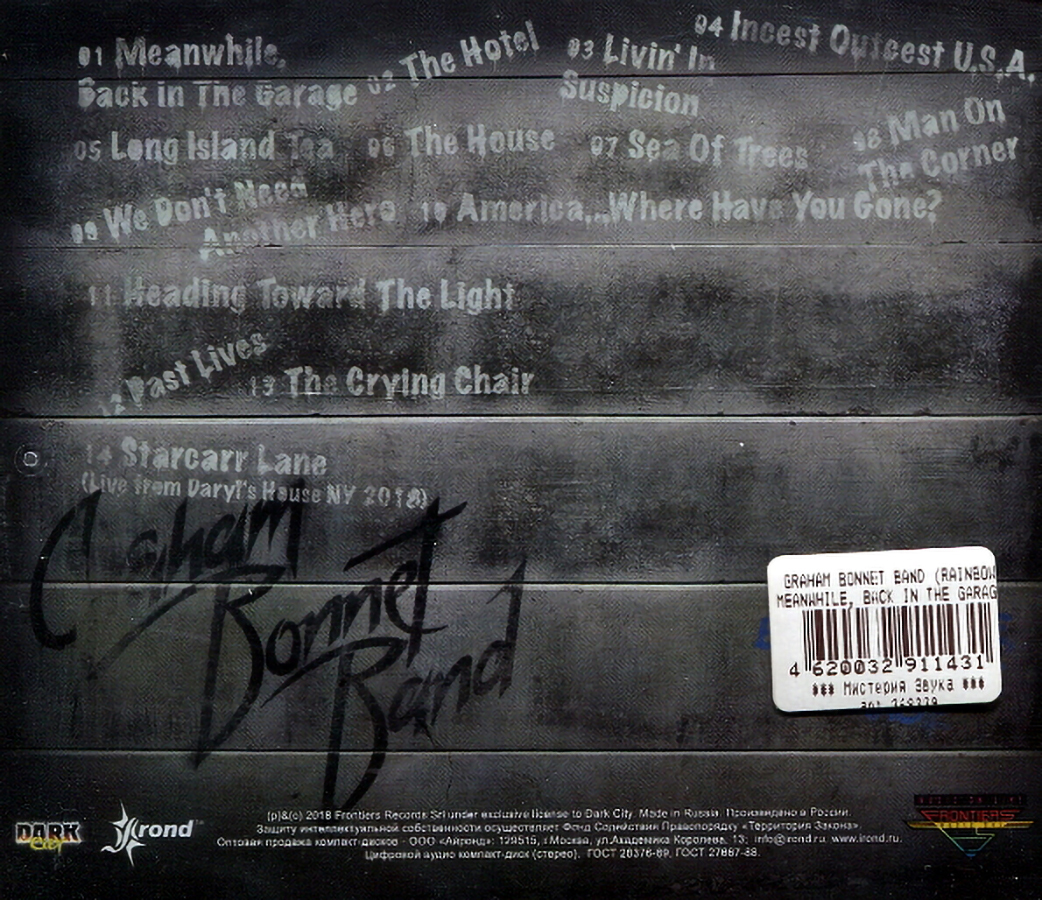 01 Meanwhile,
Back in The Garage
02 The Hotel
03 Livin' In
Suspicion
04 Incest Outcest U.S.A.
05 Long Island Tea
06 The House
07 Sea Of Trees
08 Man On
The Corner
09 We Don't Need
Another Hero
10 America,..Where Have You Gone?
11 Heading Toward The Light
12 Past Lives
13 The Crying Chair
14 Starcarr Lane
(Live from Daryl's House NY 2018)
Graham
Bonnet
Band
GRAHAM BONNET BAND (RAINBOW
MEANWHILE, BACK IN THE GARAG
4 620032 911431
*** Мистерия Звука ***
DARK
City
irond
FRONTIERS
(p)&(c) 2018 Frontiers Records Srl under exclusive license to Dark City. Made in Russia. Произведено в России.
Защиту интеллектуальной собственности осуществляет Фонд Содействия Правопорядку «Территория Закона»
Оптовая продажа компакт-дисков - ООО «Айронд»: 129515, г.Москва, ул.Академика Королева, 13; info@irond.ru, www.irond.ru.
Цифровой аудио компакт-диск (стерео). ГОСТ 28376-89, ГОСТ 27667-88.